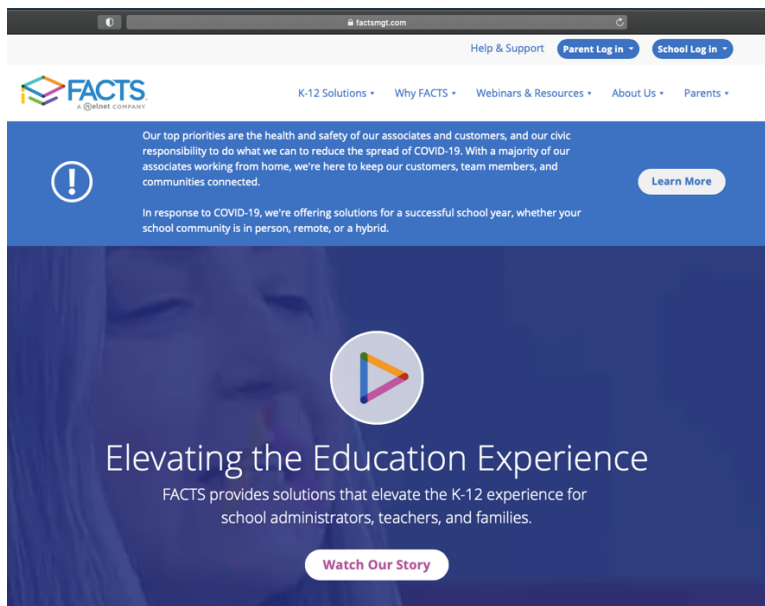 factsmgt.com
Help & Support Parent Log in School Log in
FACTS
A nelnet COMPANY
K-12 Solutions Why FACTS Webinars & Resources About Us Parents
Our top priorities are the health and safety of our associates and customers, and our civic
responsibility to do what we can to reduce the spread of COVID-19. With a majority of our
associates working from home, we're here to keep our customers, team members, and
communities connected.
Learn More
In response to COVID-19, we're offering solutions for a successful school year, whether your
school community is in person, remote, or a hybrid.
Elevating the Education Experience
FACTS provides solutions that elevate the K-12 experience for
school administrators, teachers, and families.
Watch Our Story